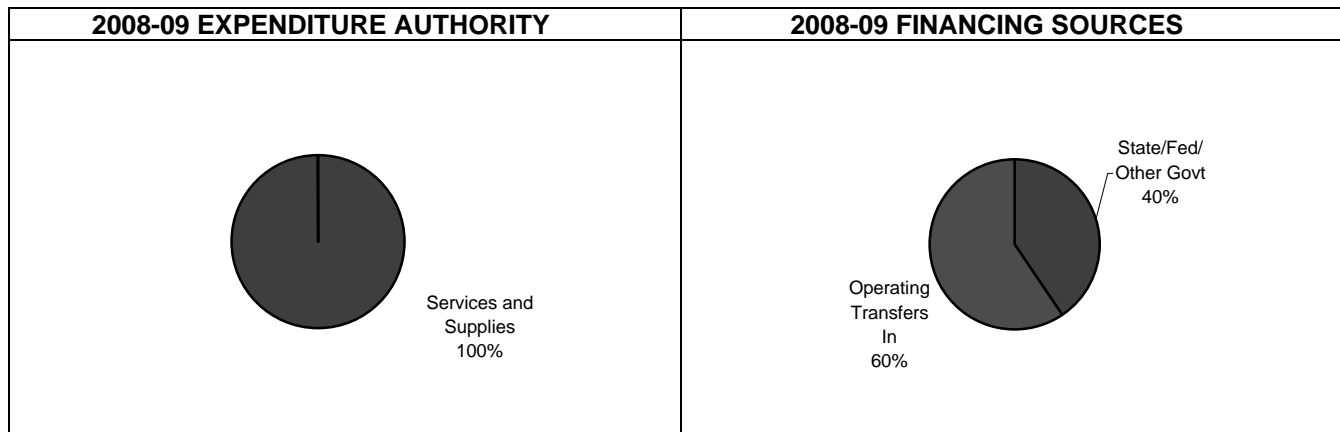 2008-09 EXPENDITURE AUTHORITY
2008-09 FINANCING SOURCES
Services and
Supplies
100%
State/Fed/
Other Govt
40%
Operating
Transfers
In
60%